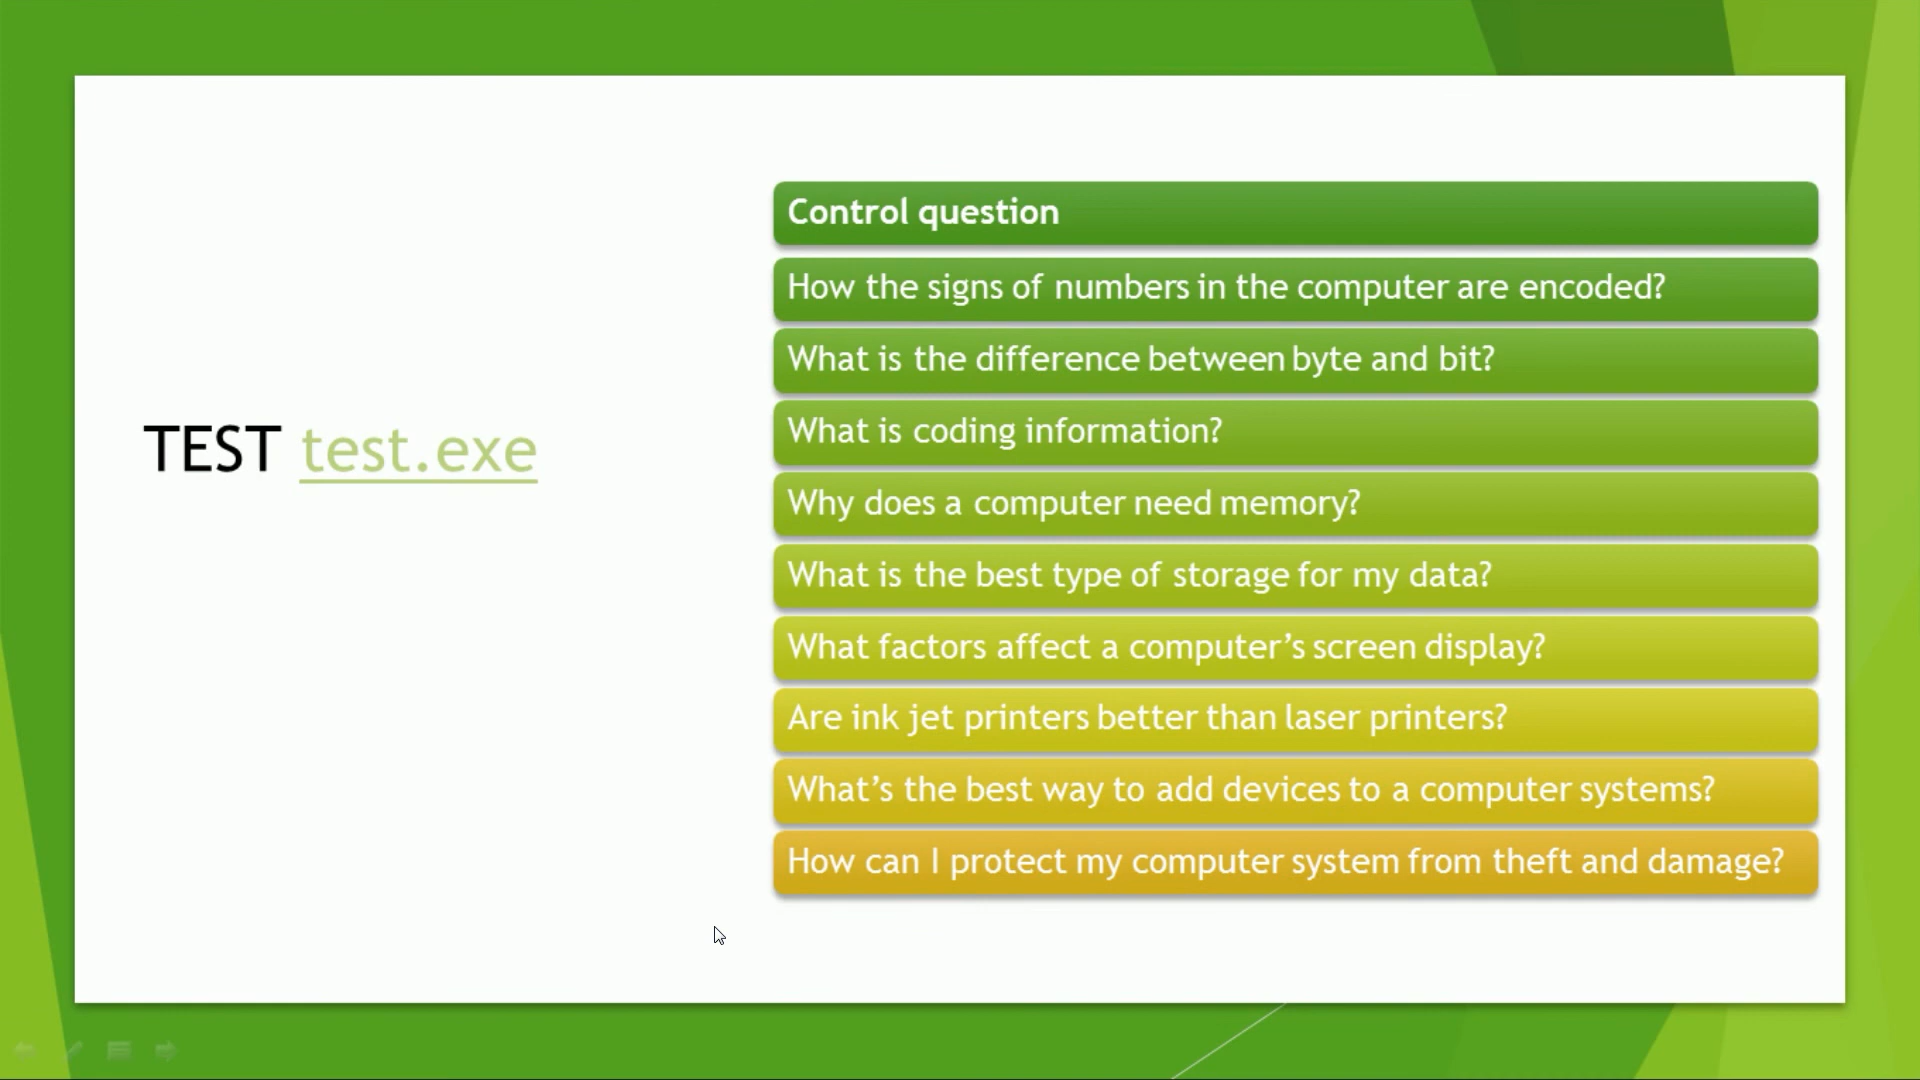 TEST test.exe
Control question
How the signs of numbers in the computer are encoded?
What is the difference between byte and bit?
What is coding information?
Why does a computer need memory?
What is the best type of storage for my data?
What factors affect a computer’s screen display?
Are ink jet printers better than laser printers?
What’s the best way to add devices to a computer systems?
How can I protect my computer system from theft and damage?